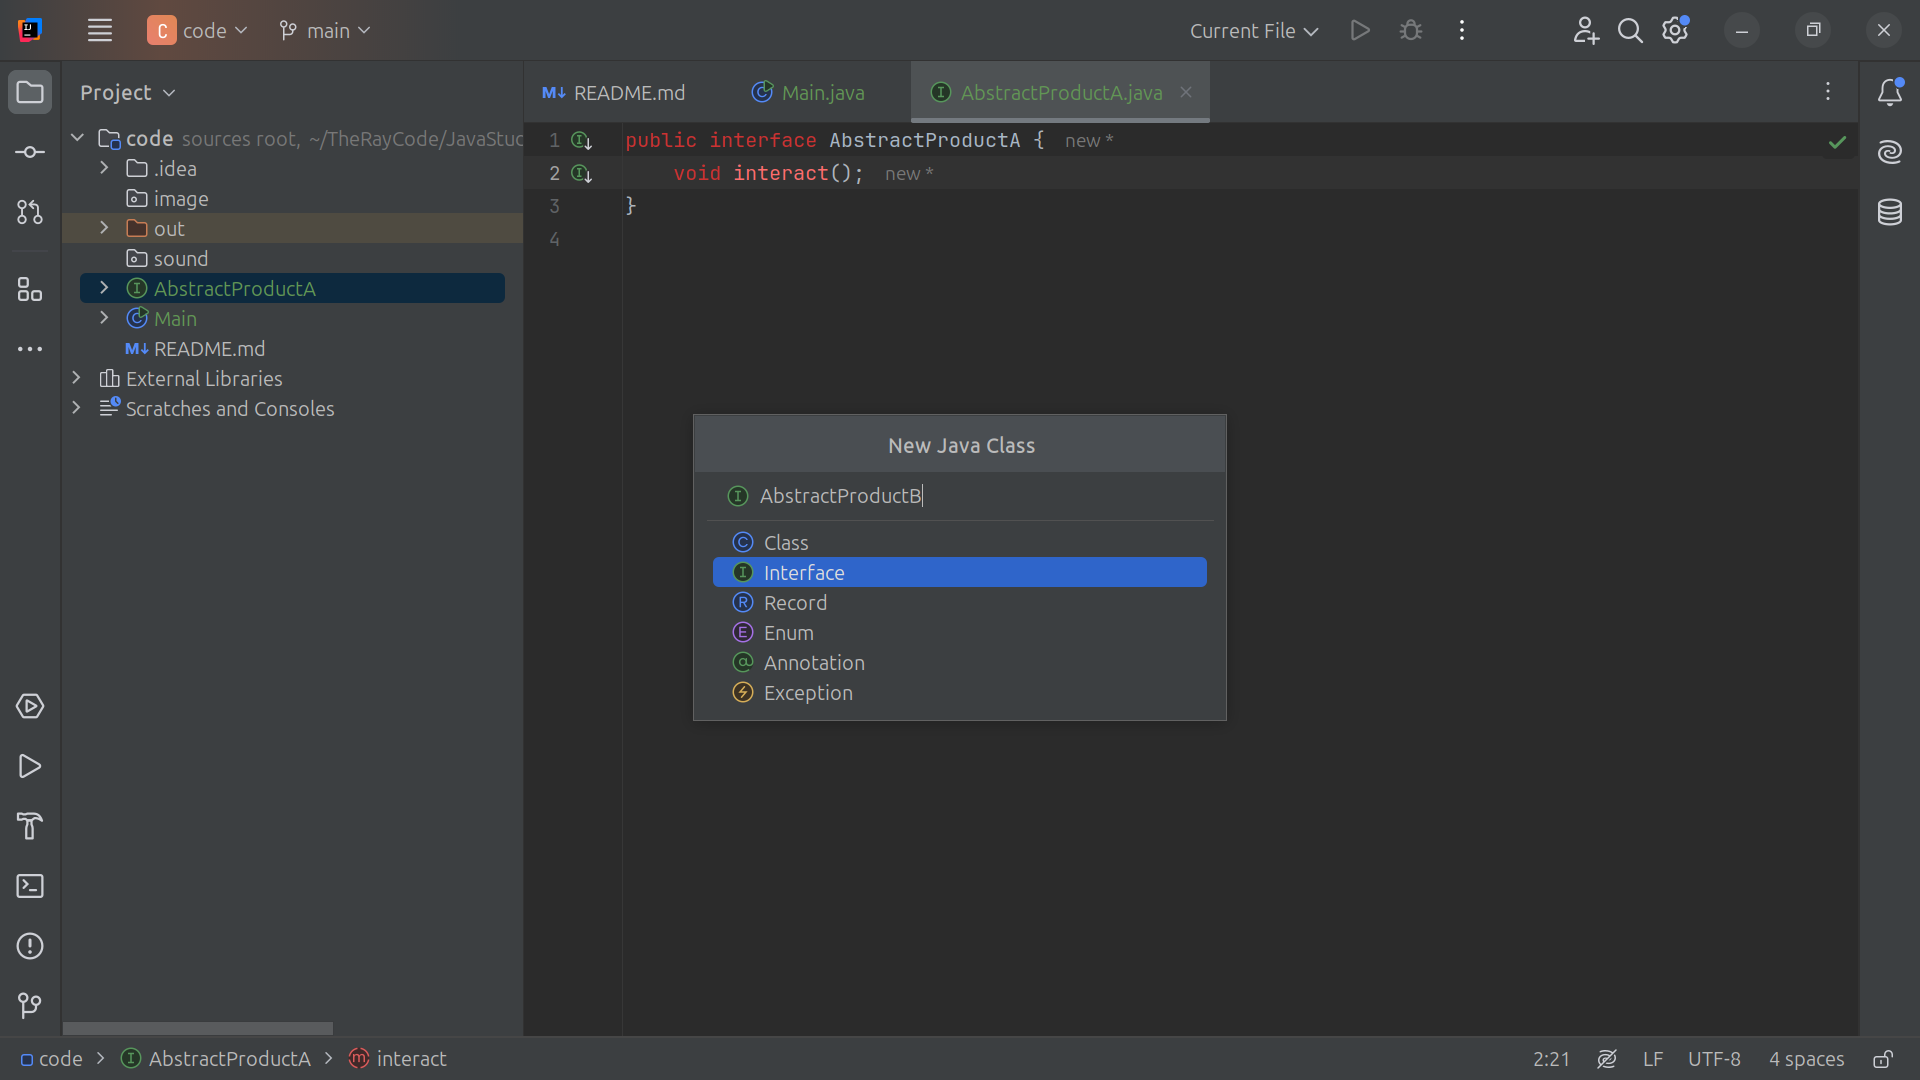 C code main Current File
Project
README.md Main.java AbstractProductA.java
code sources root, ~/TheRayCode/JavaStuc
.idea
image
out
sound
AbstractProductA
Main
README.md
External Libraries
Scratches and Consoles
1 public interface AbstractProductA { new *
2 void interact(); new *
3 }
4
New Java Class
AbstractProductB
Class
Interface
Record
Enum
Annotation
Exception
code AbstractProductA interact
2:21 LF UTF-8 4 spaces